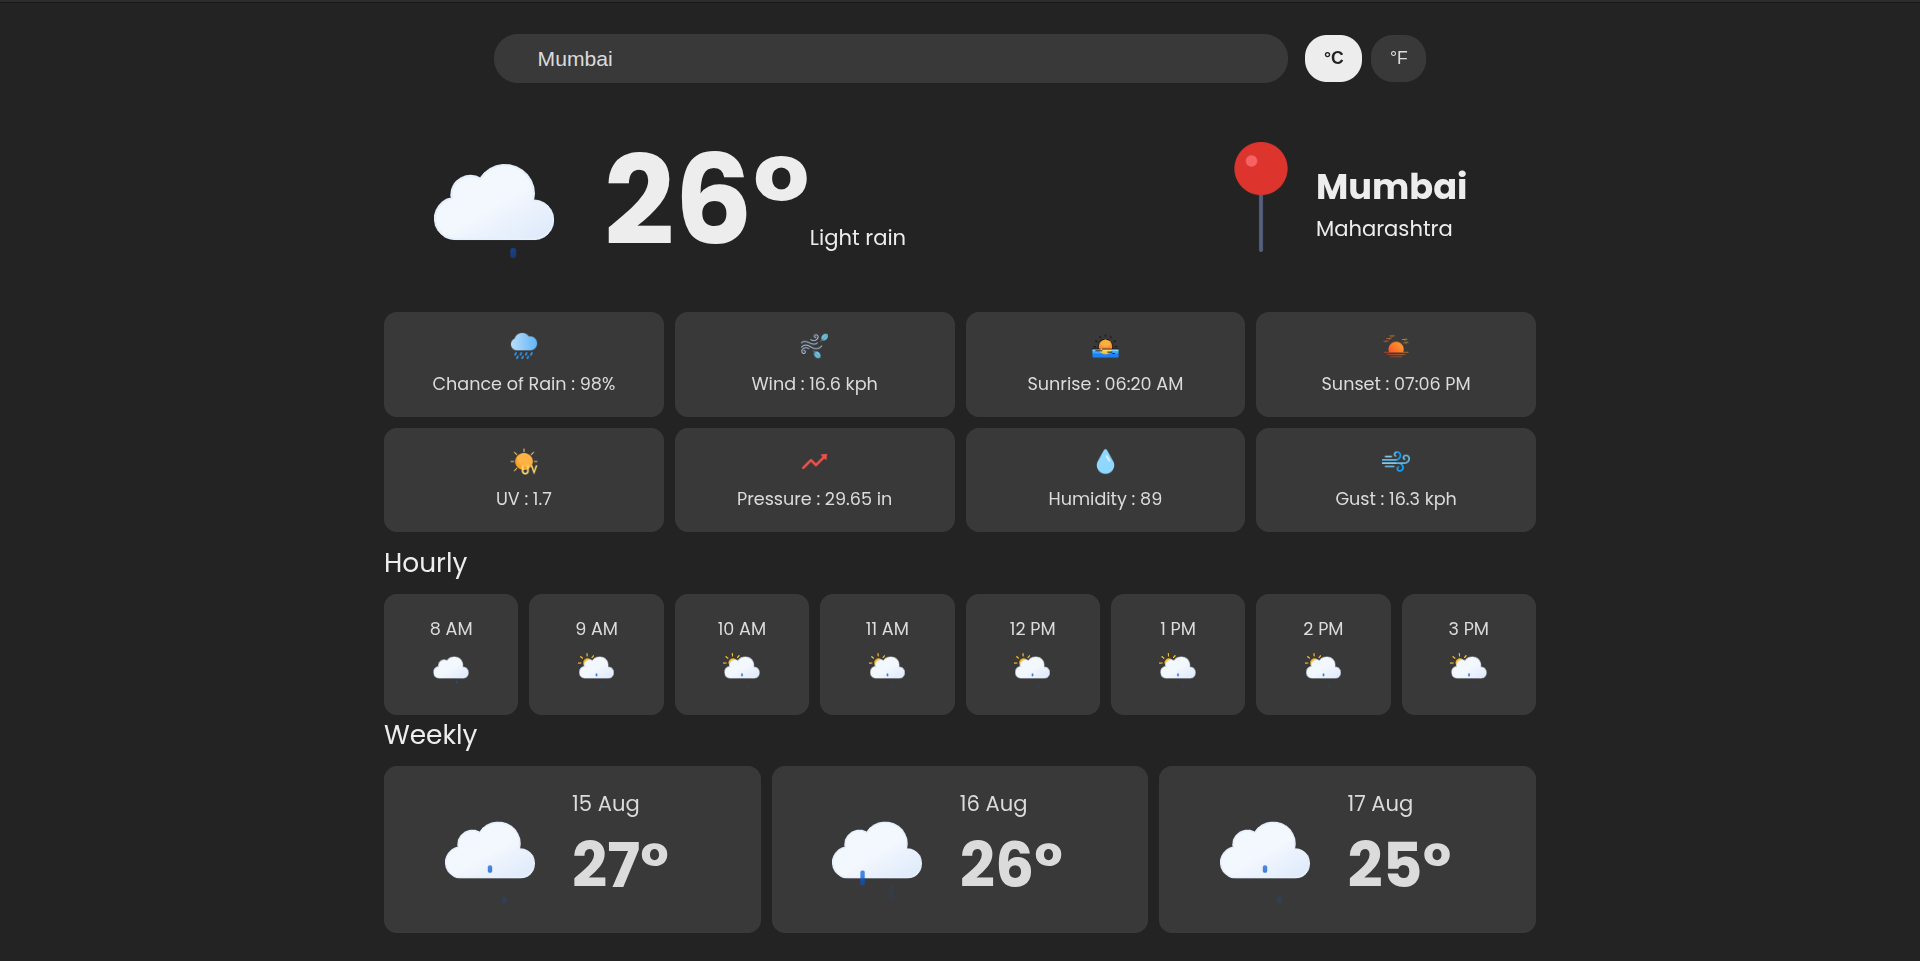 Mumbai °C °F
26°
Light rain
Mumbai
Maharashtra
Chance of Rain : 98%
Wind : 16.6 kph
Sunrise : 06:20 AM
Sunset : 07:06 PM
UV
UV : 1.7
Pressure : 29.65 in
Humidity : 89
Gust : 16.3 kph
Hourly
8 AM
9 AM
10 AM
11 AM
12 PM
1 PM
2 PM
3 PM
Weekly
15 Aug
27°
16 Aug
26°
17 Aug
25°